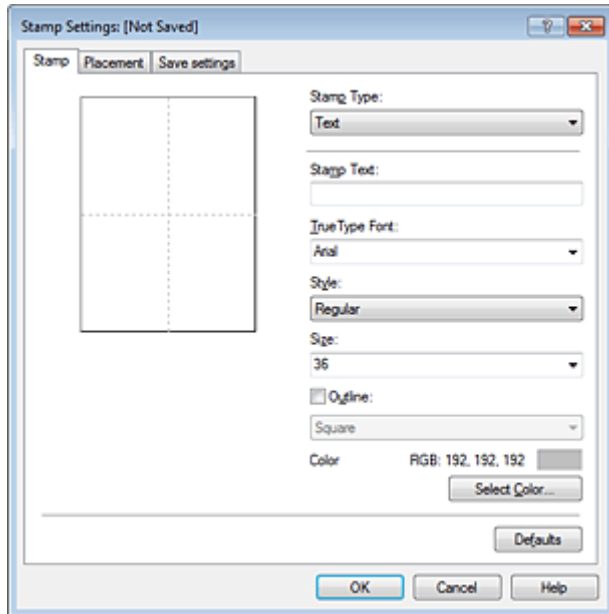 Stamp Settings: [Not Saved]
Stamp Placement Save settings
Stamp Type:
Text
Stamp Text:
TrueType Font:
Arial
Style:
Regular
Size:
36
Outline:
Square
Color RGB: 192, 192, 192
Select Color...
Defaults
OK Cancel Help